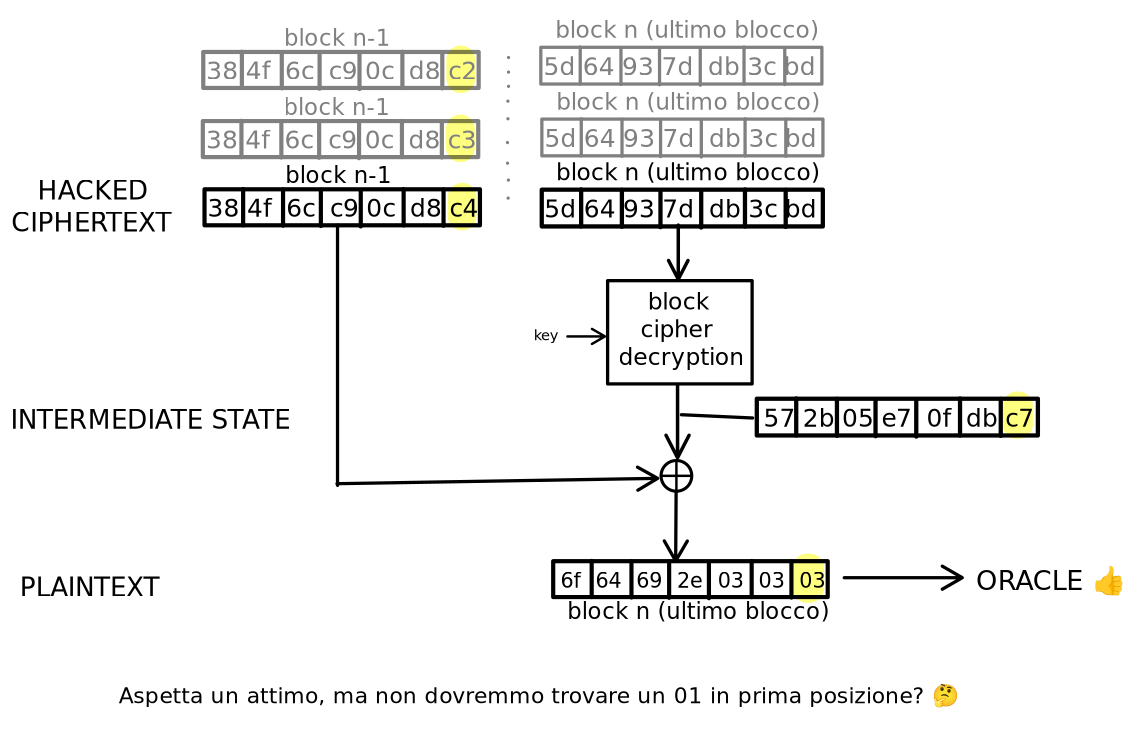 block n-1 block n (ultimo blocco)
38 4f 6c c9 0c d8 c2 5d 64 93 7d db 3c bd
block n-1 block n (ultimo blocco)
38 4f 6c c9 0c d8 c3 5d 64 93 7d db 3c bd
block n-1 block n (ultimo blocco)
HACKED
CIPHERTEXT
38 4f 6c c9 0c d8 c4 5d 64 93 7d db 3c bd
block
cipher
decryption
key
INTERMEDIATE STATE
57 2b 05 e7 0f db c7
PLAINTEXT
6f 64 69 2e 03 03 03
block n (ultimo blocco)
ORACLE 👍
Aspetta un attimo, ma non dovremmo trovare un 01 in prima posizione? 🤔